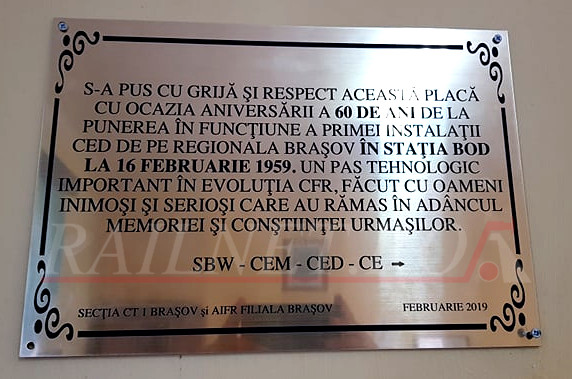 S-A PUS CU GRIJĂ ŞI RESPECT ACEASTĂ PLACĂ
CU OCAZIA ANIVERSĂRII A 60 DE ANI DE LA
PUNEREA ÎN FUNCŢIUNE A PRIMEI INSTALAŢII
CED DE PE REGIONALA BRAŞOV ÎN STAŢIA BOD
LA 16 FEBRUARIE 1959. UN PAS TEHNOLOGIC
IMPORTANT ÎN EVOLUŢIA CFR, FĂCUT CU OAMENI
INIMOŞI ŞI SERIOŞI CARE AU RĂMAS ÎN ADÂNCUL
MEMORIEI ŞI CONŞTIINŢEI URMAŞILOR.
SBW - CEM - CED - CE →
SECŢIA CT 1 BRAŞOV şi AIFR FILIALA BRAŞOV FEBRUARIE 2019